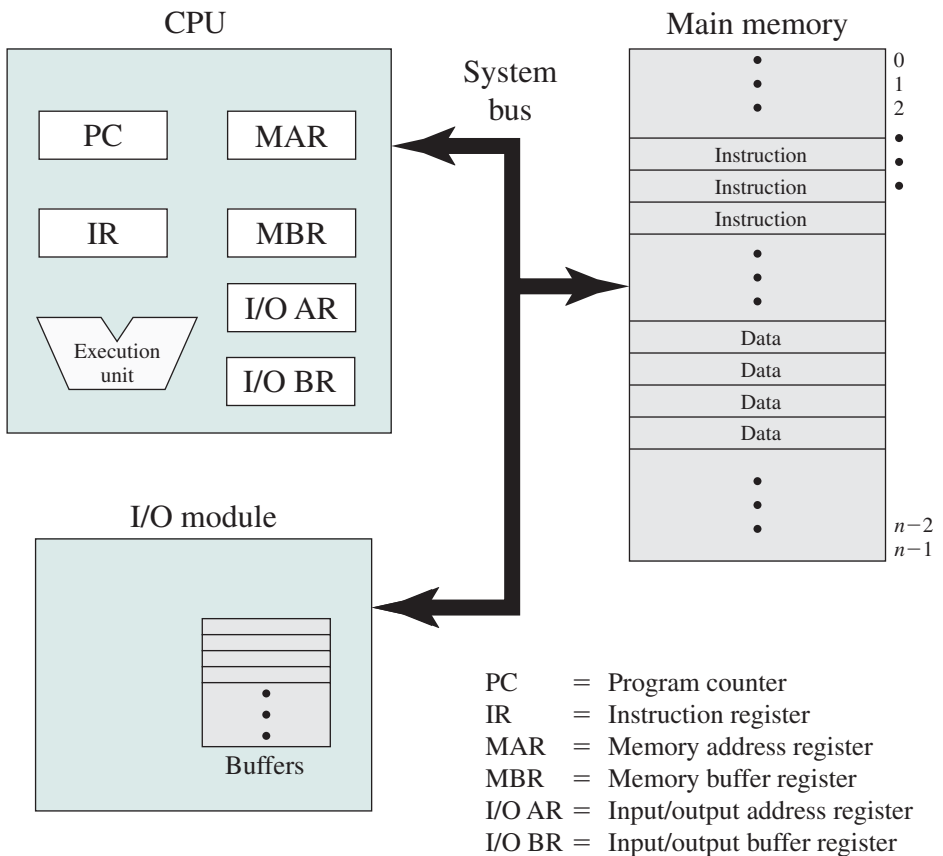 CPU
Main memory
System
bus
PC
MAR
IR
MBR
I/O AR
I/O BR
Execution
unit
0
1
2
Instruction
Instruction
Instruction
Data
Data
Data
Data
n−2
n−1
I/O module
Buffers
PC = Program counter
IR = Instruction register
MAR = Memory address register
MBR = Memory buffer register
I/O AR = Input/output address register
I/O BR = Input/output buffer register